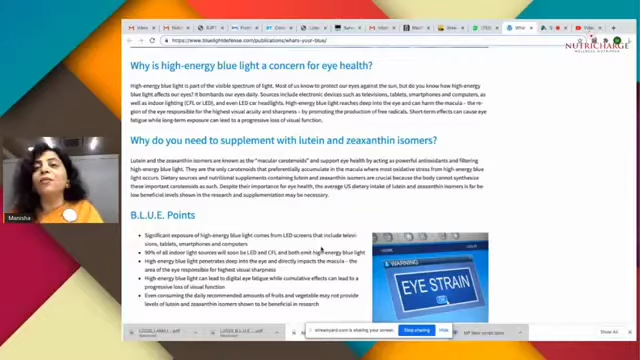 https://www.bluelightdefense.com/publications/whats-your-blue/
NUTRICHARGE
Why is high-energy blue light a concern for eye health?
High-energy blue light is part of the visible spectrum of light. Most of us know to protect our eyes against the sun, but do you know how high-energy
blue light affects our eyes? It bombards our eyes daily. Sources include electronic devices such as televisions, tablets, smartphones and computers,
as well as indoor lighting (CFL or LED), and even LED car headlights. High-energy blue light reaches deep into the eye and can harm the macula – the re-
gion of the eye responsible for the highest visual acuity and sharpness – by promoting the production of free radicals. Short-term effects can cause eye
fatigue while long-term exposure can lead to a progressive loss of visual function.
Why do you need to supplement with lutein and zeaxanthin isomers?
Lutein and the zeaxanthin isomers are known as the "macular carotenoids" and support eye health by acting as powerful antioxidants and filtering
high-energy blue light. They are the only carotenoids that preferentially accumulate in the macula where most oxidative stress from high-energy blue
light occurs. Dietary sources and nutritional supplements containing lutein and zeaxanthin isomers are crucial because the body cannot synthesize
these important carotenoids as such. Despite their importance for eye health, the average US dietary intake of lutein and zeaxanthin isomers is far be-
low beneficial levels shown in the research and supplementation may be necessary.
Manisha
B.L.U.E. Points
Significant exposure of high-energy blue light comes from LED screens that include televi-
sions, tablets, smartphones and computers
90% of all indoor light sources will soon be LED and CFL and both emit high-energy blue light
High-energy blue light penetrates deep into the eye and directly impacts the macula – the
area of the eye responsible for highest visual sharpness
High-energy blue light can lead to digital eye fatigue while cumulative effects can lead to a
progressive loss of visual function
Even consuming the daily recommended amounts of fruits and vegetable may not provide
levels of lutein and zeaxanthin isomers shown to be beneficial in research
WARNING
EYE STRAIN
OK
streamyard.com is sharing your screen.
Stop sharing
Hide
Show All